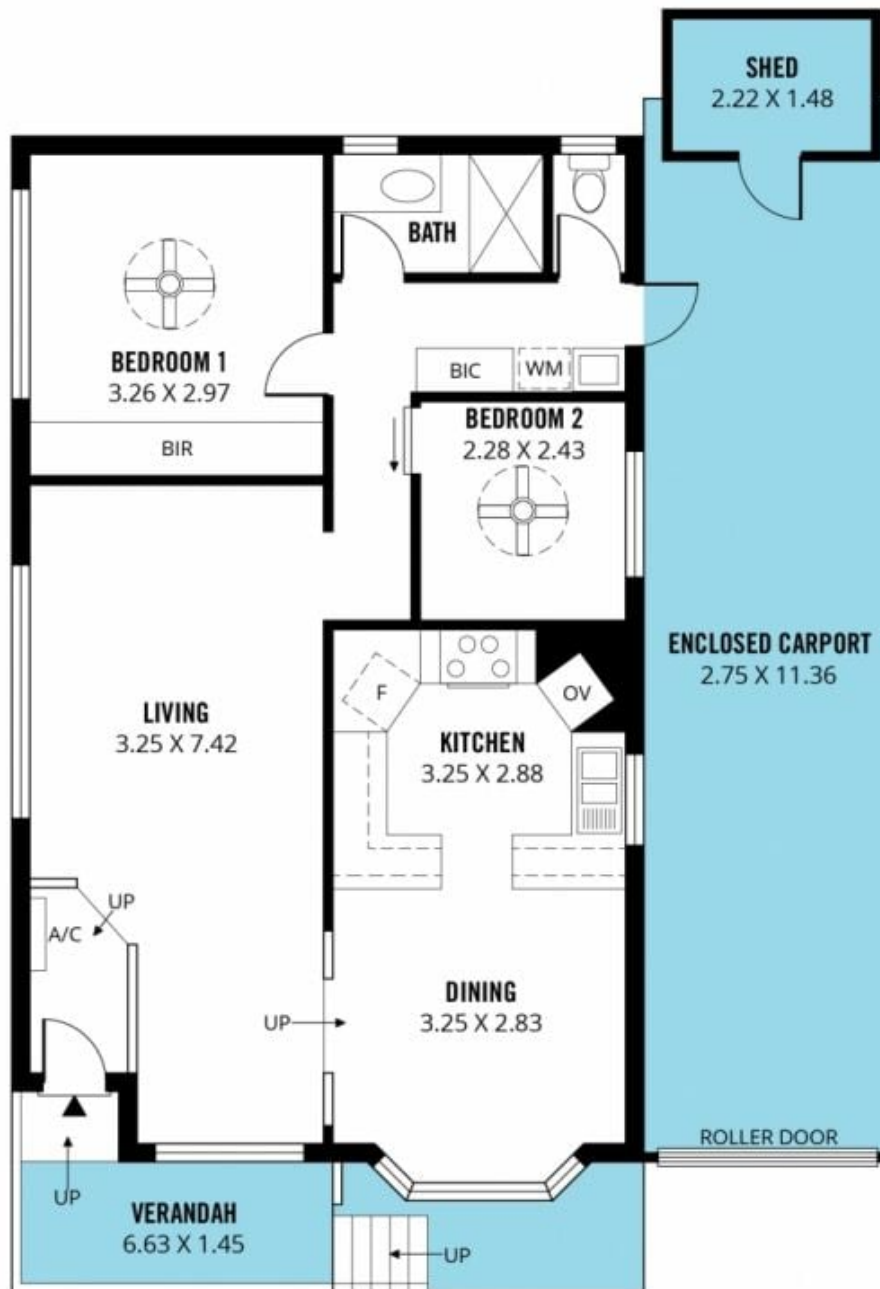 SHED
2.22 X 1.48
BATH
BEDROOM 1
3.26 X 2.97
BIR
BIC
WM
BEDROOM 2
2.28 X 2.43
ENCLOSED CARPORT
2.75 X 11.36
LIVING
3.25 X 7.42
F
OV
KITCHEN
3.25 X 2.88
UP
A/C
DINING
3.25 X 2.83
UP
ROLLER DOOR
UP
VERANDAH
6.63 X 1.45
UP